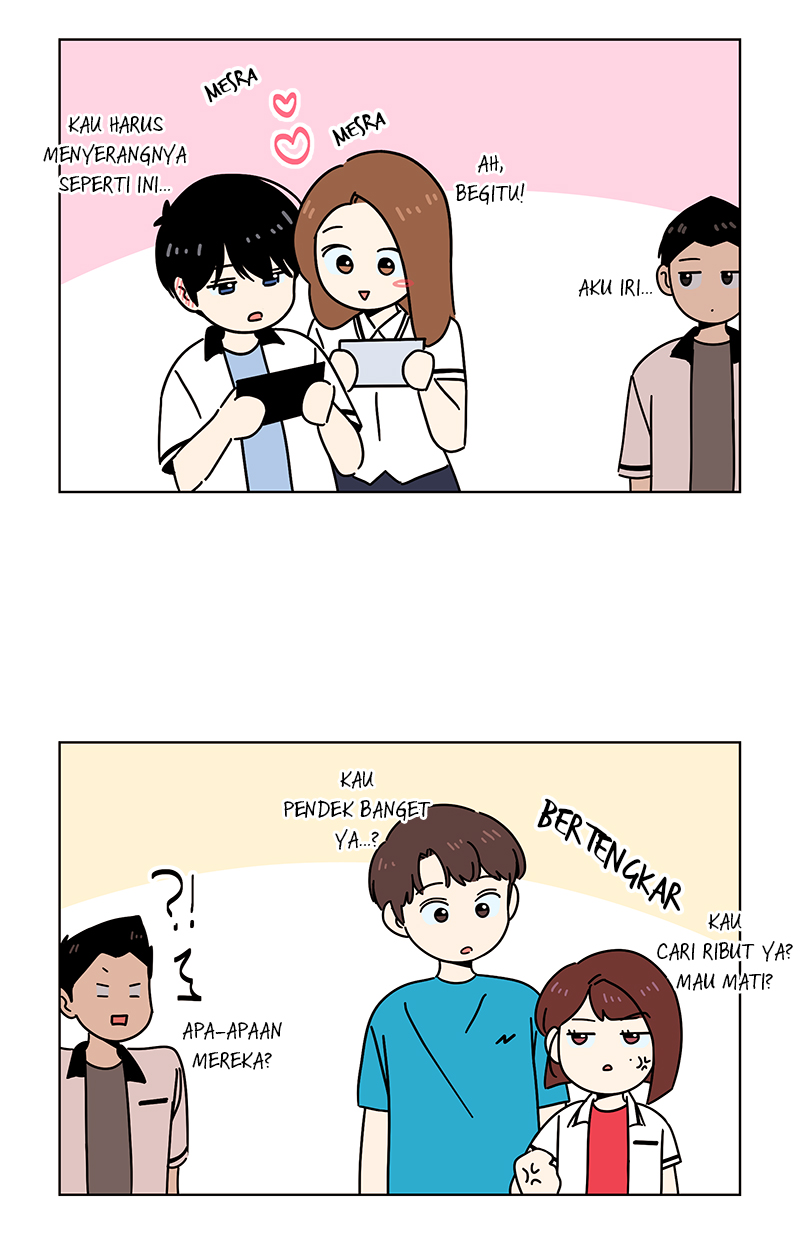 MESRA
MESRA
KAU HARUS
MENYERANGNYA
SEPERTI INI...
AH,
BEGITU!
AKU IRI...
KAU
PENDEK BANGET
YA...?
BERTENGKAR
KAU
CARI RIBUT YA?
MAU MATI?
?!
APA-APAAN
MEREKA?